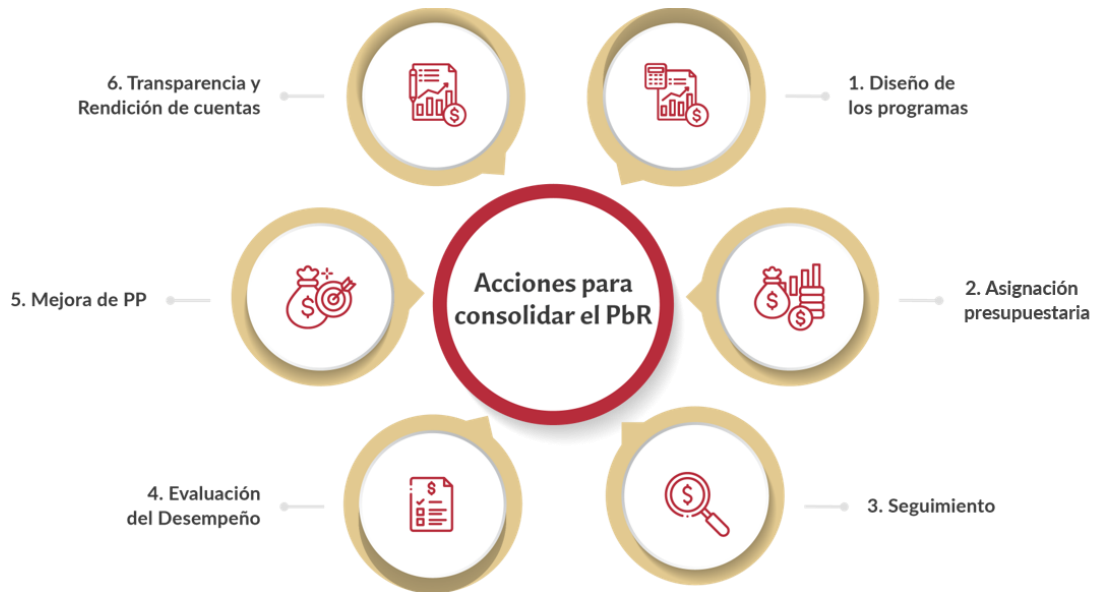 Acciones para
consolidar el PbR
1. Diseño de
los programas
2. Asignación
presupuestaria
3. Seguimiento
4. Evaluación
del Desempeño
5. Mejora de PP
6. Transparencia y
Rendición de cuentas